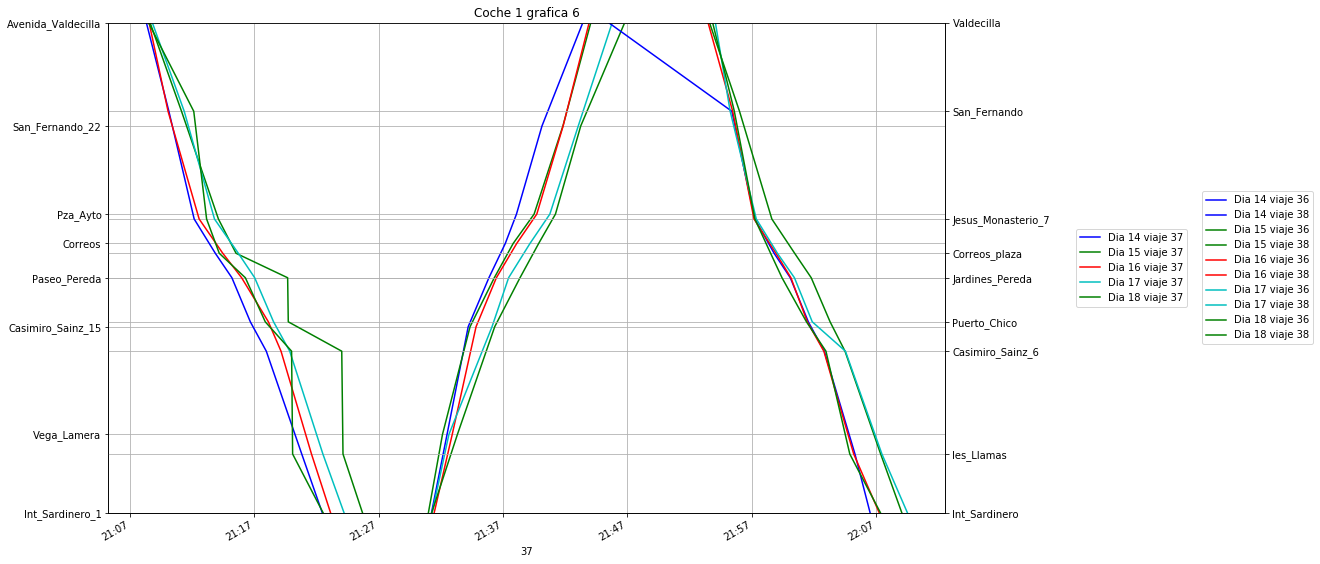 Coche 1 grafica 6
Avenida_Valdecilla
San_Fernando_22
Pza_Ayto
Correos
Paseo_Pereda
Casimiro_Sainz_15
Vega_Lamera
Int_Sardinero_1
Valdecilla
San_Fernando
Jesus_Monasterio_7
Correos_plaza
Jardines_Pereda
Puerto_Chico
Casimiro_Sainz_6
Ies_Llamas
Int_Sardinero
21:07
21:17
21:27
21:37
21:47
21:57
22:07
37
Dia 14 viaje 37
Dia 15 viaje 37
Dia 16 viaje 37
Dia 17 viaje 37
Dia 18 viaje 37
Dia 14 viaje 36
Dia 14 viaje 38
Dia 15 viaje 36
Dia 15 viaje 38
Dia 16 viaje 36
Dia 16 viaje 38
Dia 17 viaje 36
Dia 17 viaje 38
Dia 18 viaje 36
Dia 18 viaje 38